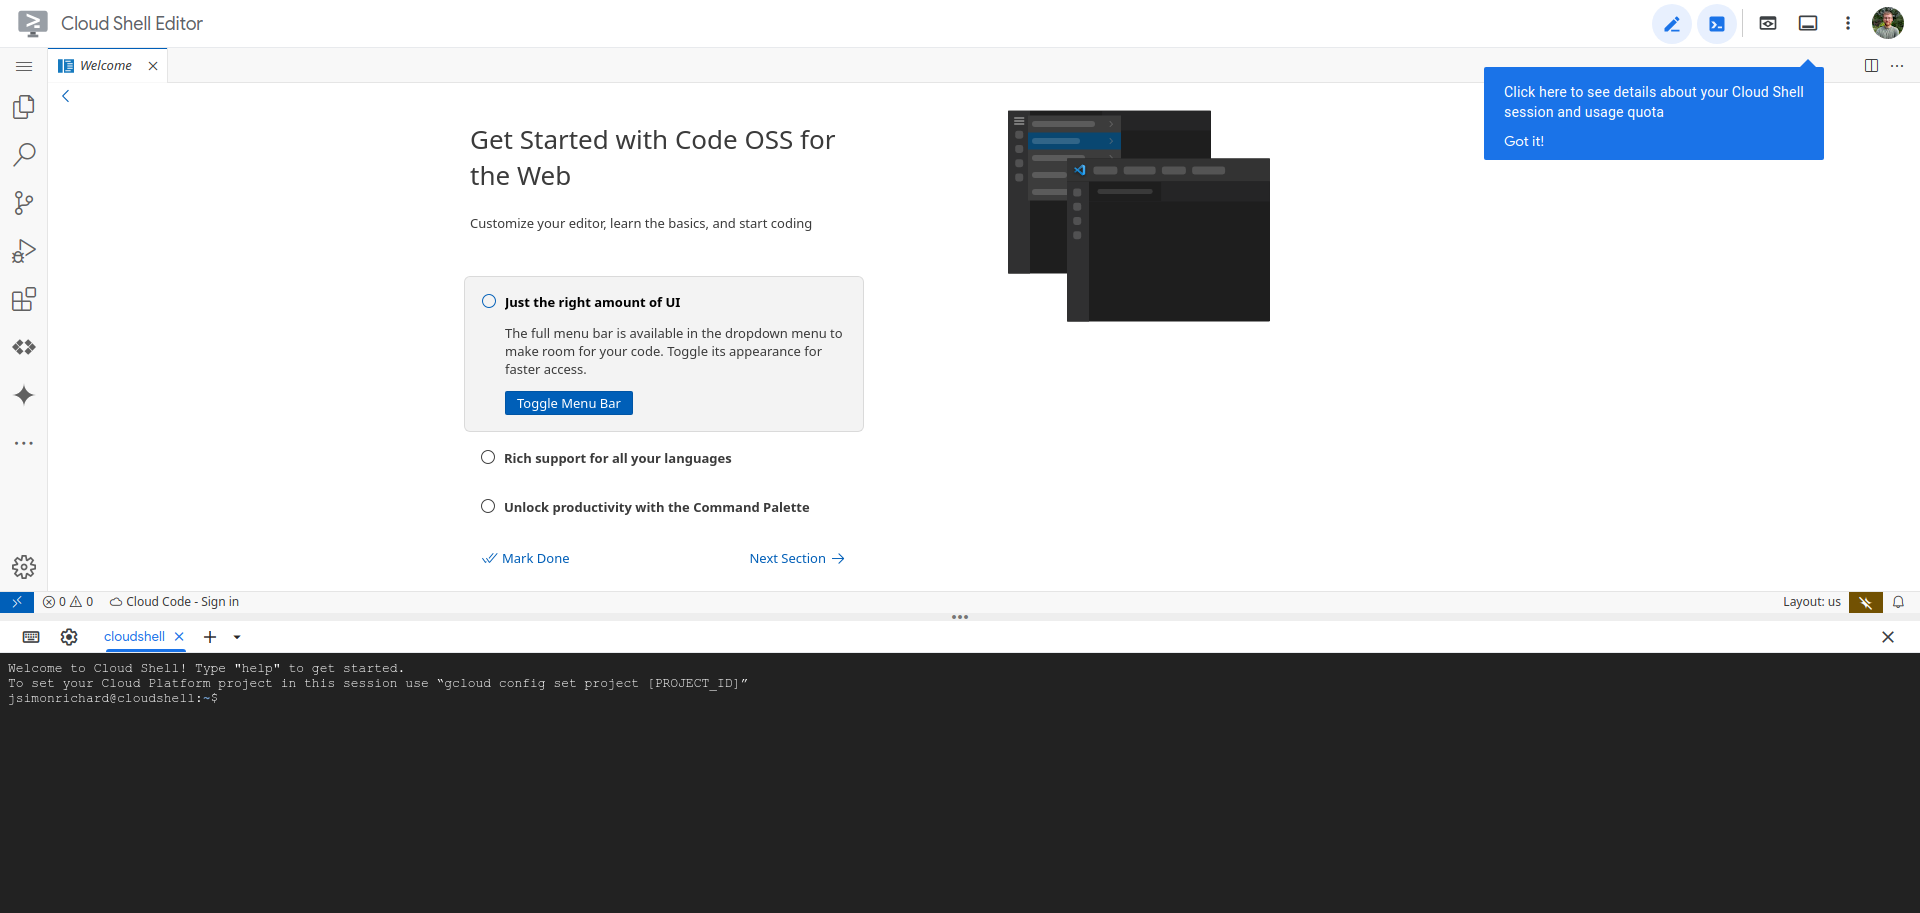 Cloud Shell Editor
Welcome
Click here to see details about your Cloud Shell
session and usage quota
Got it!
Get Started with Code OSS for
the Web
Customize your editor, learn the basics, and start coding
Just the right amount of UI
The full menu bar is available in the dropdown menu to
make room for your code. Toggle its appearance for
faster access.
Toggle Menu Bar
Rich support for all your languages
Unlock productivity with the Command Palette
Mark Done
Next Section
0 0 Cloud Code - Sign in
Layout: us
cloudshell
Welcome to Cloud Shell! Type "help" to get started.
To set your Cloud Platform project in this session use “gcloud config set project [PROJECT_ID]”
jsimonrichard@cloudshell:~$